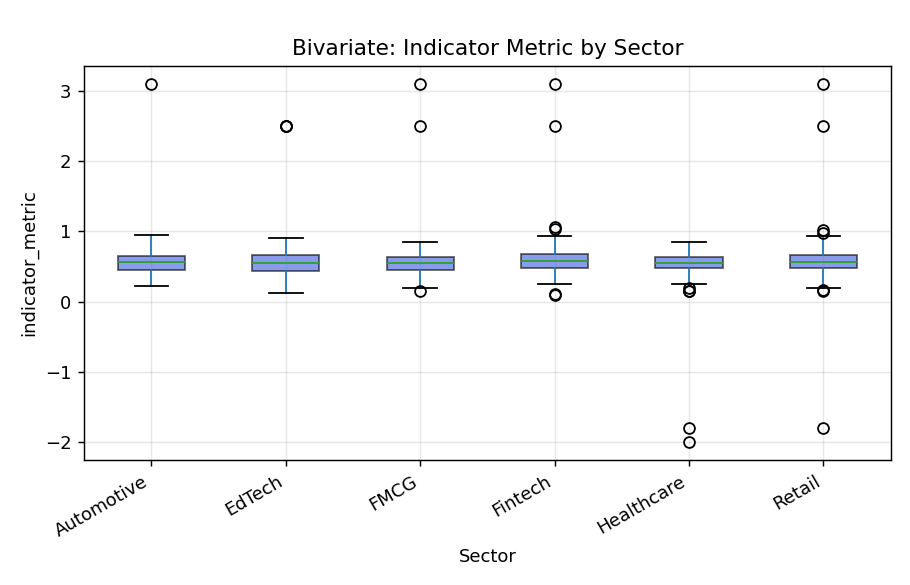 Bivariate: Indicator Metric by Sector
indicator_metric
3
2
1
0
−1
−2
Automotive
EdTech
FMCG
Fintech
Healthcare
Retail
Sector